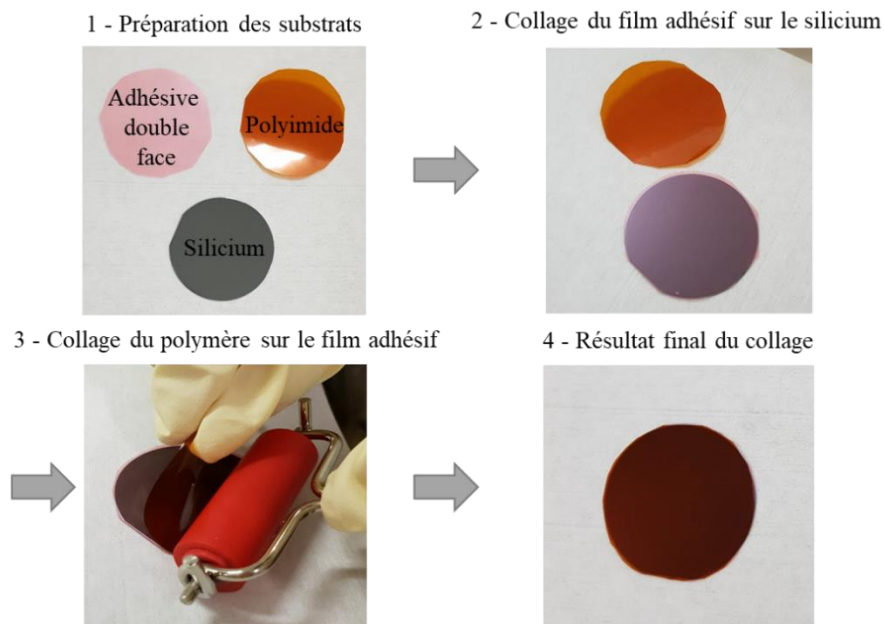 1 - Préparation des substrats
2 - Collage du film adhésif sur le silicium
Adhésive
double
face
Polyimide
Silicium
3 - Collage du polymère sur le film adhésif
4 - Résultat final du collage